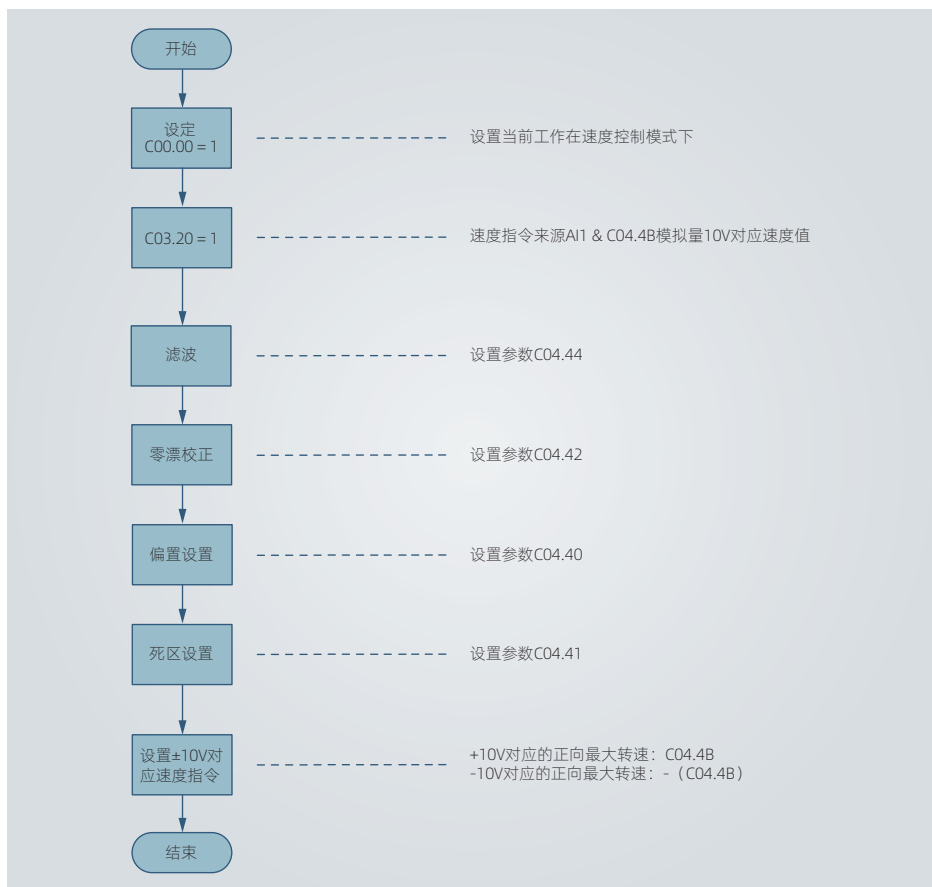 开始
设定
C00.00 = 1
设置当前工作在速度控制模式下
C03.20 = 1
速度指令来源AI1 & C04.4B模拟量10V对应速度值
滤波
设置参数C04.44
零漂校正
设置参数C04.42
偏置设置
设置参数C04.40
死区设置
设置参数C04.41
设置±10V对
应速度指令
+10V对应的正向最大转速：C04.4B
-10V对应的正向最大转速：-（C04.4B）
结束